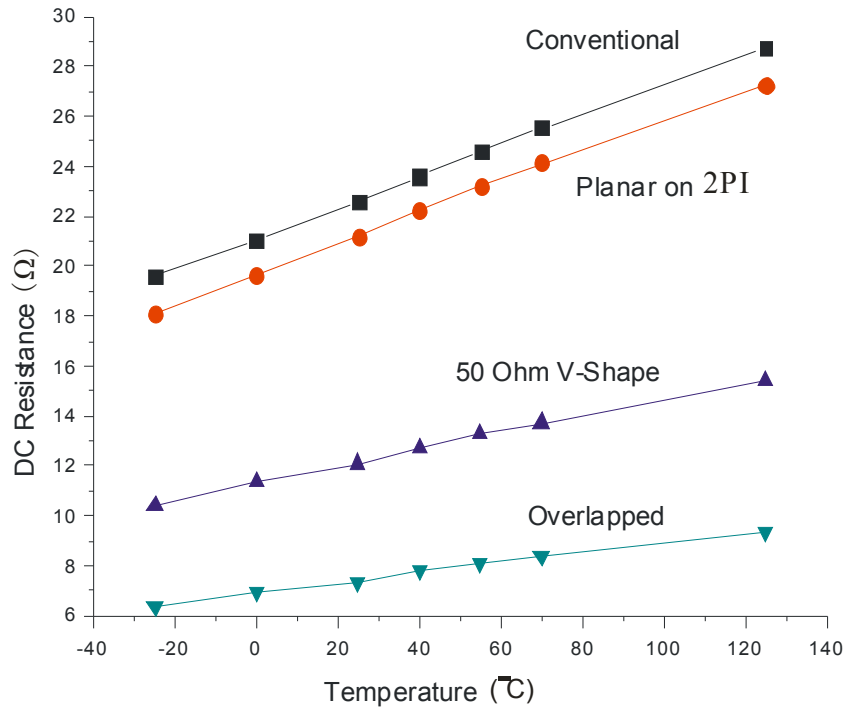 30
28
26
24
22
20
18
16
14
12
10
8
6
DC Resistance (Ω)
Conventional
Planar on 2PI
50 Ohm V-Shape
Overlapped
-40 -20 0 20 40 60 80 100 120 140
Temperature (‾C)